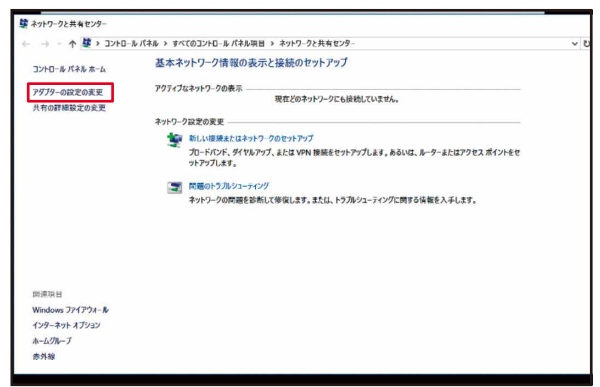 ネットワークと共有センター
コントロール パネル › すべてのコントロール パネル項目 › ネットワークと共有センター
コントロール パネル ホーム
アダプターの設定の変更
共有の詳細設定の変更
基本ネットワーク情報の表示と接続のセットアップ
アクティブなネットワークの表示
現在どのネットワークにも接続していません。
ネットワーク設定の変更
新しい接続またはネットワークのセットアップ
ブロードバンド、ダイヤルアップ、または VPN 接続をセットアップします。あるいは、ルーターまたはアクセス ポイントをセ
ットアップします。
問題のトラブルシューティング
ネットワークの問題を診断して修復します。または、トラブルシューティングに関する情報を入手します。
関連項目
Windows ファイアウォール
インターネット オプション
ホームグループ
赤外線